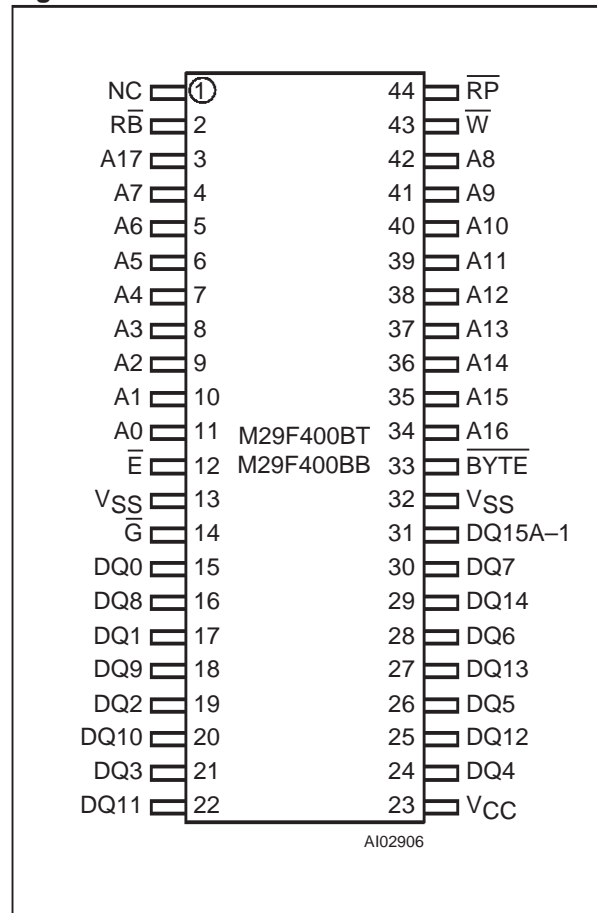 NC 1 44 R̅P̅
RB̅ 2 43 W̅
A17 3 42 A8
A7 4 41 A9
A6 5 40 A10
A5 6 39 A11
A4 7 38 A12
A3 8 37 A13
A2 9 36 A14
A1 10 35 A15
A0 11 M29F400BT 34 A16
E̅ 12 M29F400BB 33 B̅Y̅T̅E̅
VSS 13 32 VSS
G̅ 14 31 DQ15A–1
DQ0 15 30 DQ7
DQ8 16 29 DQ14
DQ1 17 28 DQ6
DQ9 18 27 DQ13
DQ2 19 26 DQ5
DQ10 20 25 DQ12
DQ3 21 24 DQ4
DQ11 22 23 VCC
AI02906